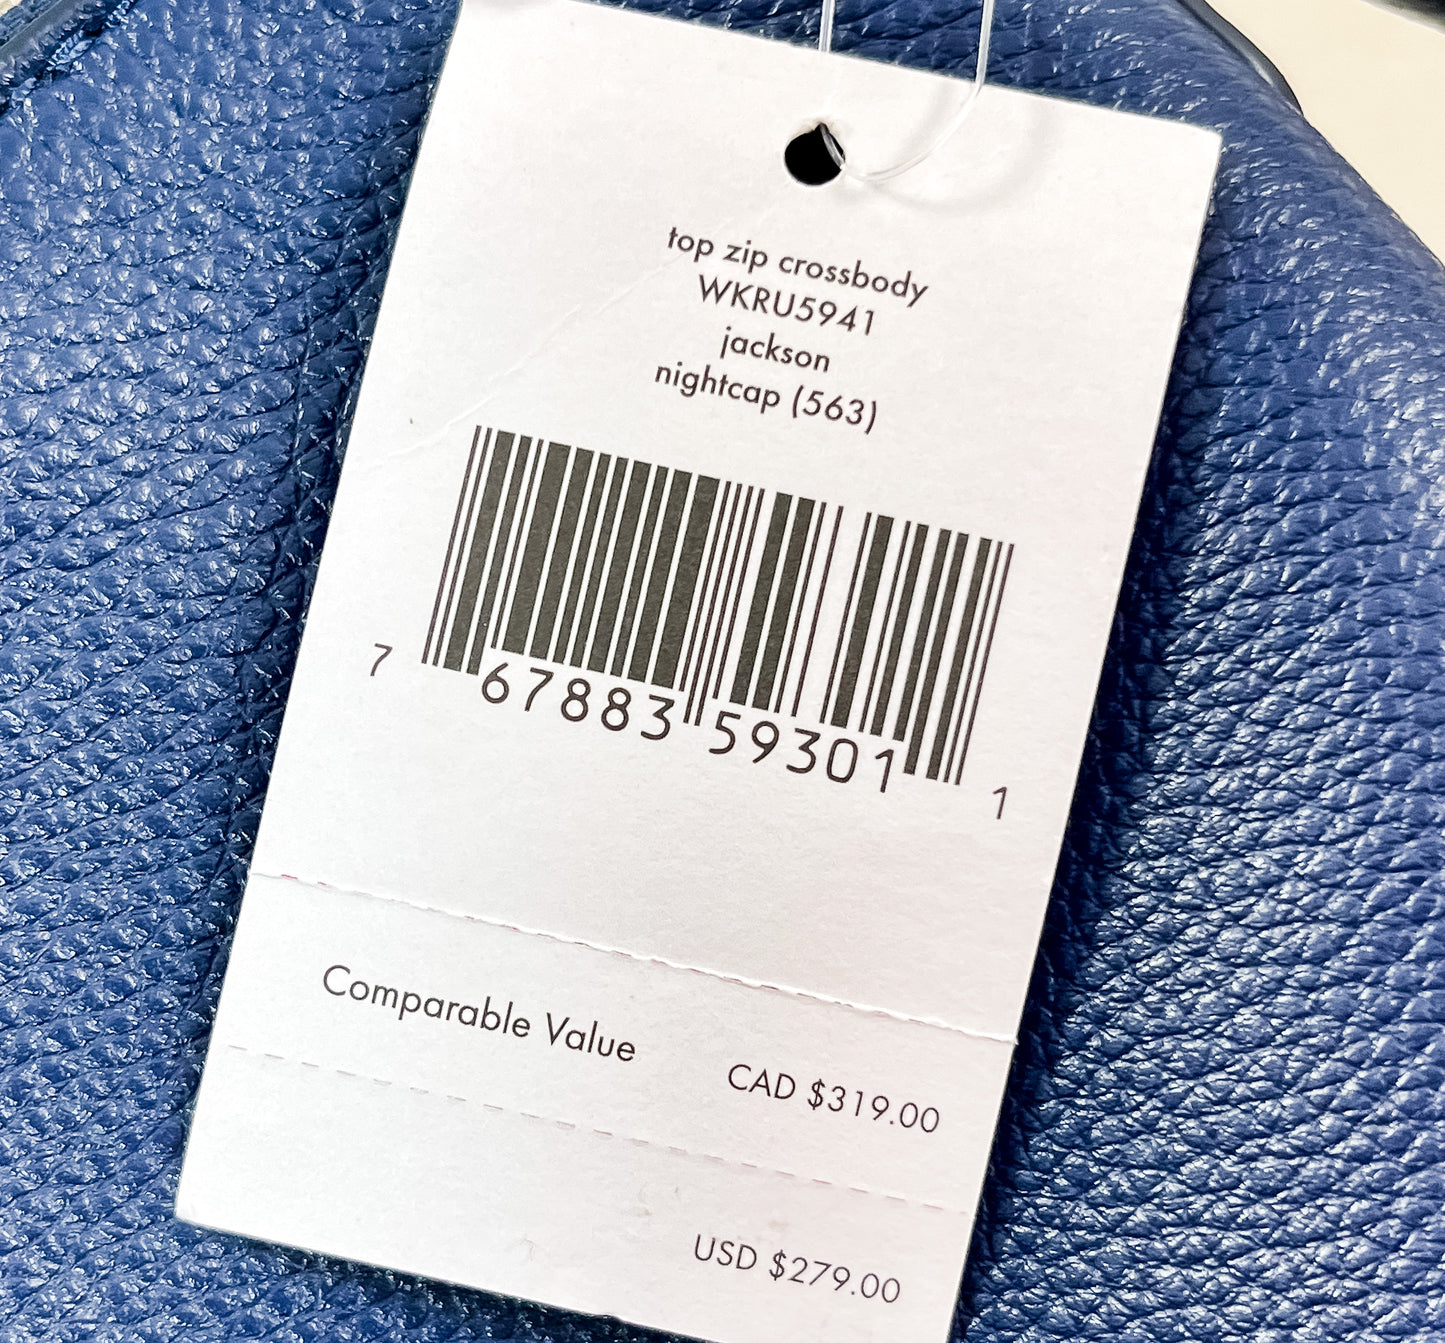 top zip crossbody
WKRU5941
jackson
nightcap (563)
7 67883 59301 1
Comparable Value CAD $319.00
USD $279.00